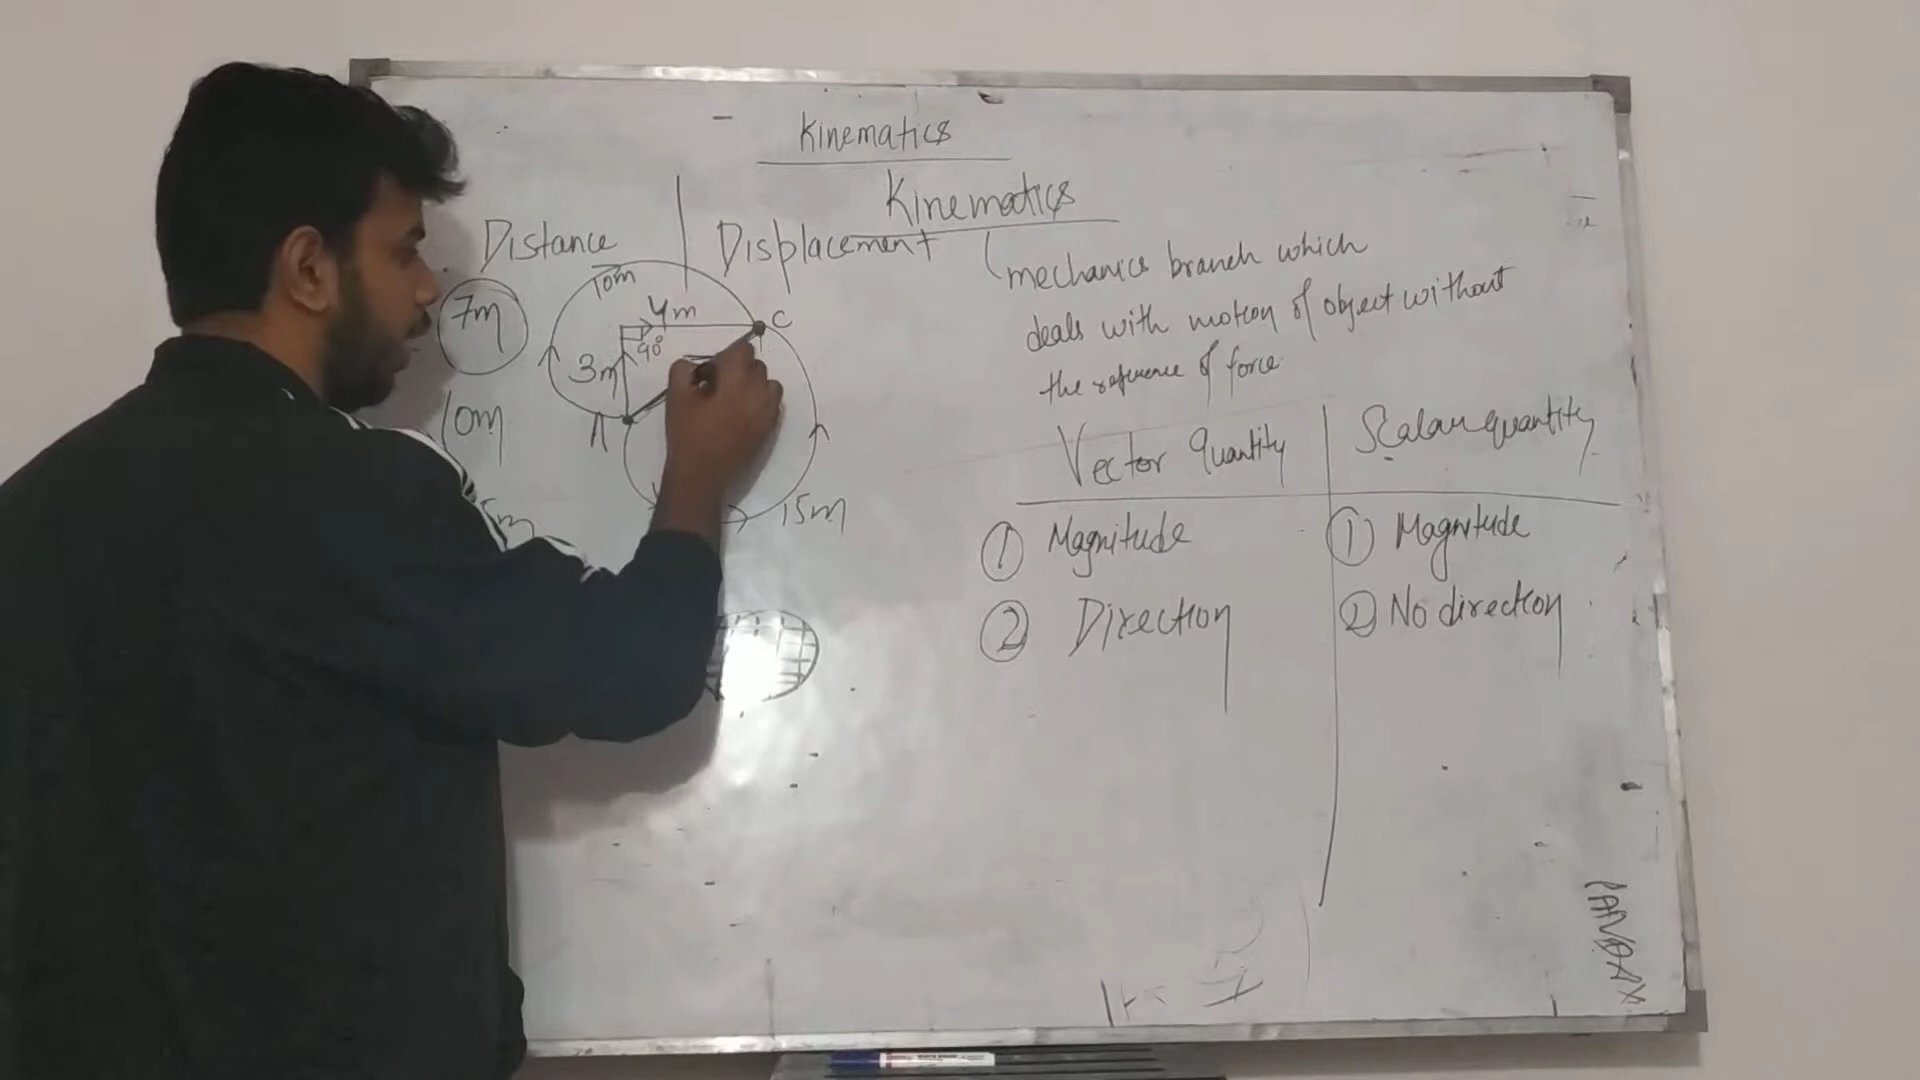 Kinematics
Kinematics
Distance
Displacement
mechanics branch which
deals with motion of object without
the reference of force
10m
7m
4m
C
90°
3m
A
10m
5m
15m
Vector Quantity
Scalar quantity
① Magnitude
① Magnitude
② Direction
② No direction